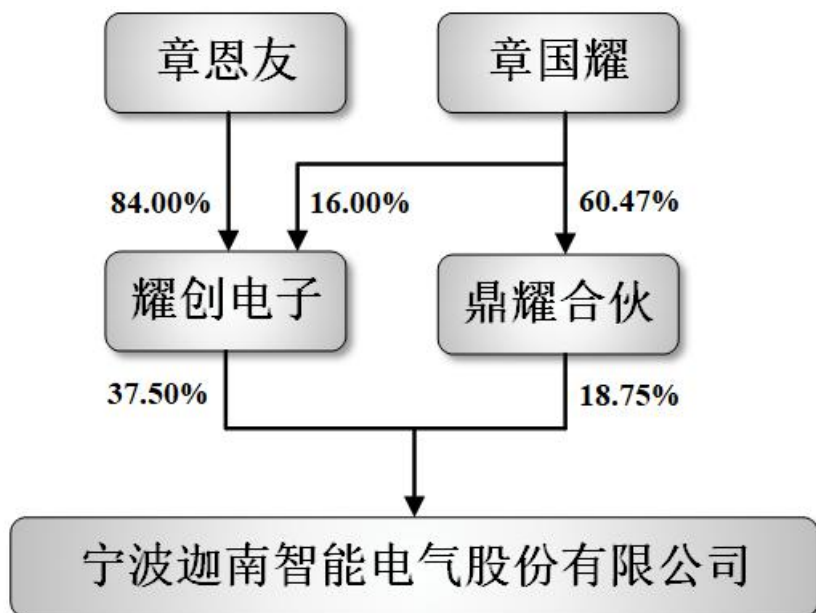 章恩友
章国耀
84.00%
16.00%
60.47%
耀创电子
鼎耀合伙
37.50%
18.75%
宁波迦南智能电气股份有限公司